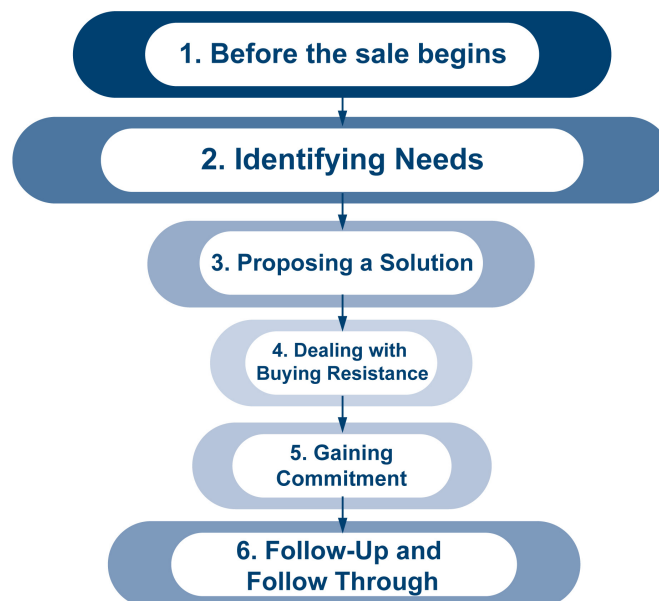 1. Before the sale begins
2. Identifying Needs
3. Proposing a Solution
4. Dealing with
Buying Resistance
5. Gaining
Commitment
6. Follow-Up and
Follow Through